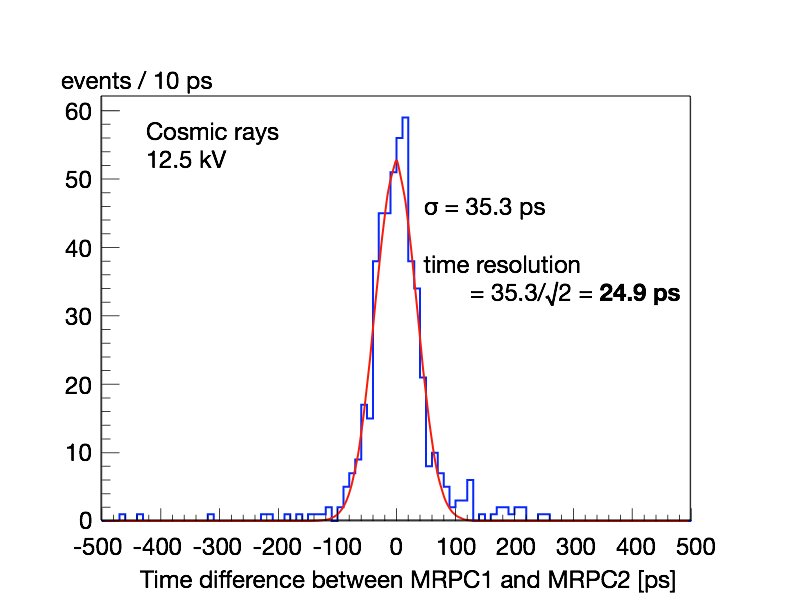 events / 10 ps
60
50
40
30
20
10
0
Cosmic rays
12.5 kV
σ = 35.3 ps
time resolution
= 35.3/√2 = 24.9 ps
-500 -400 -300 -200 -100 0 100 200 300 400 500
Time difference between MRPC1 and MRPC2 [ps]